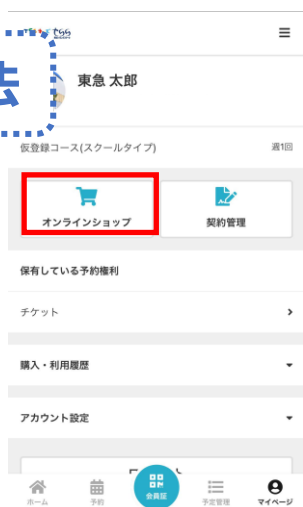 法
東急 太郎
仮登録コース(スクールタイプ) 週1回
オンラインショップ 契約管理
保有している予約権利
チケット
購入・利用履歴
アカウント設定
ホーム 予約 会員証 予定管理 マイページ